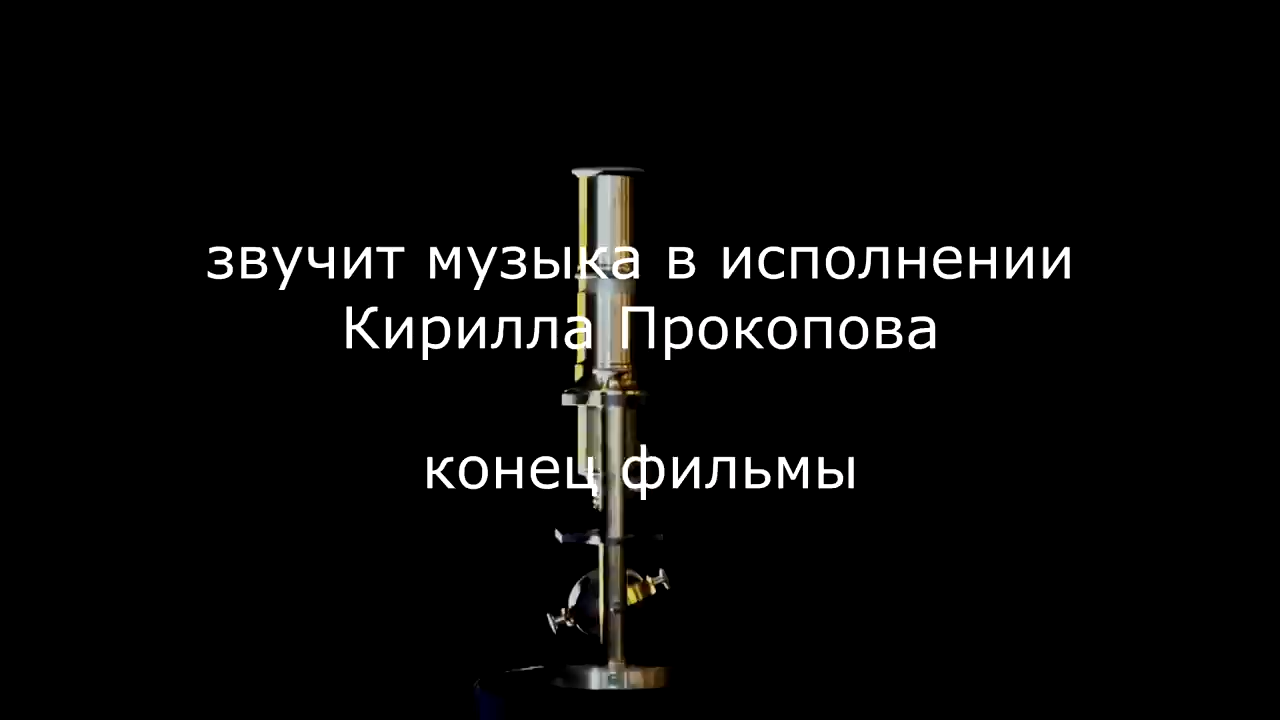 звучит музыка в исполнении
Кирилла Прокопова
конец фильмы